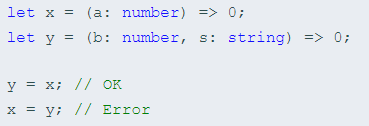 let x = (a: number) => 0;
let y = (b: number, s: string) => 0;
y = x; // OK
x = y; // Error